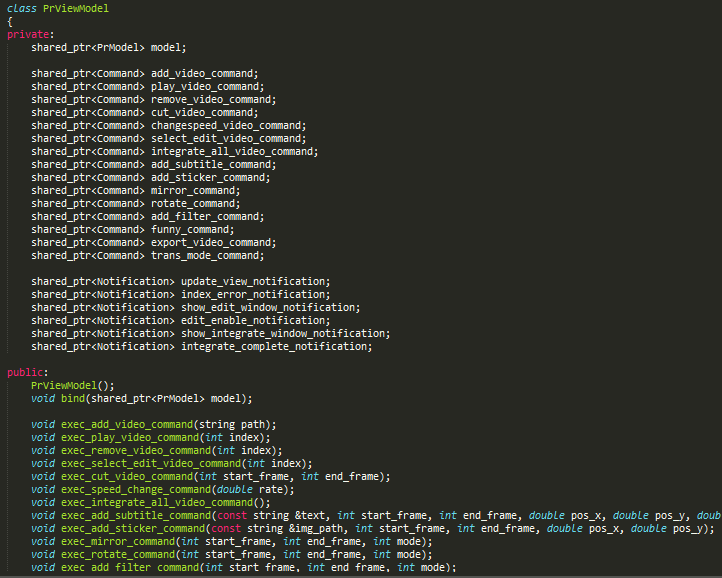 class PrViewModel
{
private:
    shared_ptr<PrModel> model;

    shared_ptr<Command> add_video_command;
    shared_ptr<Command> play_video_command;
    shared_ptr<Command> remove_video_command;
    shared_ptr<Command> cut_video_command;
    shared_ptr<Command> changespeed_video_command;
    shared_ptr<Command> select_edit_video_command;
    shared_ptr<Command> integrate_all_video_command;
    shared_ptr<Command> add_subtitle_command;
    shared_ptr<Command> add_sticker_command;
    shared_ptr<Command> mirror_command;
    shared_ptr<Command> rotate_command;
    shared_ptr<Command> add_filter_command;
    shared_ptr<Command> funny_command;
    shared_ptr<Command> export_video_command;
    shared_ptr<Command> trans_mode_command;

    shared_ptr<Notification> update_view_notification;
    shared_ptr<Notification> index_error_notification;
    shared_ptr<Notification> show_edit_window_notification;
    shared_ptr<Notification> edit_enable_notification;
    shared_ptr<Notification> show_integrate_window_notification;
    shared_ptr<Notification> integrate_complete_notification;

public:
    PrViewModel();
    void bind(shared_ptr<PrModel> model);

    void exec_add_video_command(string path);
    void exec_play_video_command(int index);
    void exec_remove_video_command(int index);
    void exec_select_edit_video_command(int index);
    void exec_cut_video_command(int start_frame, int end_frame);
    void exec_speed_change_command(double rate);
    void exec_integrate_all_video_command();
    void exec_add_subtitle_command(const string &text, int start_frame, int end_frame, double pos_x, double pos_y, doub
    void exec_add_sticker_command(const string &img_path, int start_frame, int end_frame, double pos_x, double pos_y);
    void exec_mirror_command(int start_frame, int end_frame, int mode);
    void exec_rotate_command(int start_frame, int end_frame, int mode);
    void exec_add_filter_command(int start_frame, int end_frame, int mode);